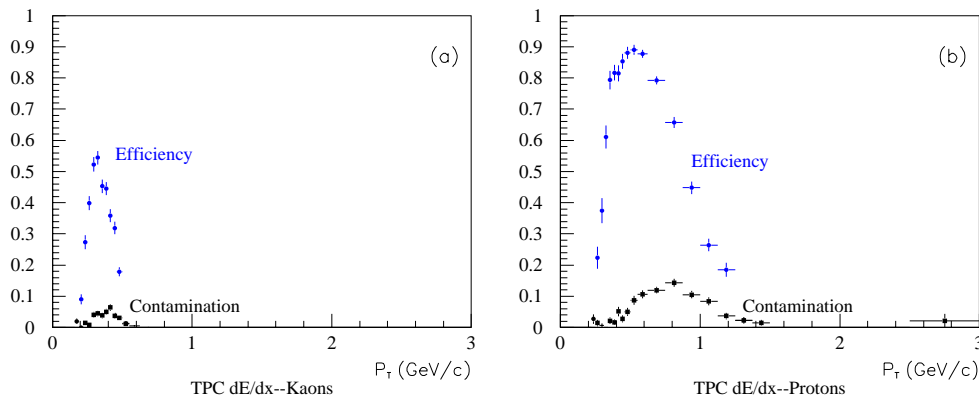 1
0.9
0.8
0.7
0.6
0.5
0.4
0.3
0.2
0.1
0
(a)
Efficiency
Contamination
0 1 2 3
P_T (GeV/c)
TPC dE/dx--Kaons
1
0.9
0.8
0.7
0.6
0.5
0.4
0.3
0.2
0.1
0
(b)
Efficiency
Contamination
0 1 2 3
P_T (GeV/c)
TPC dE/dx--Protons